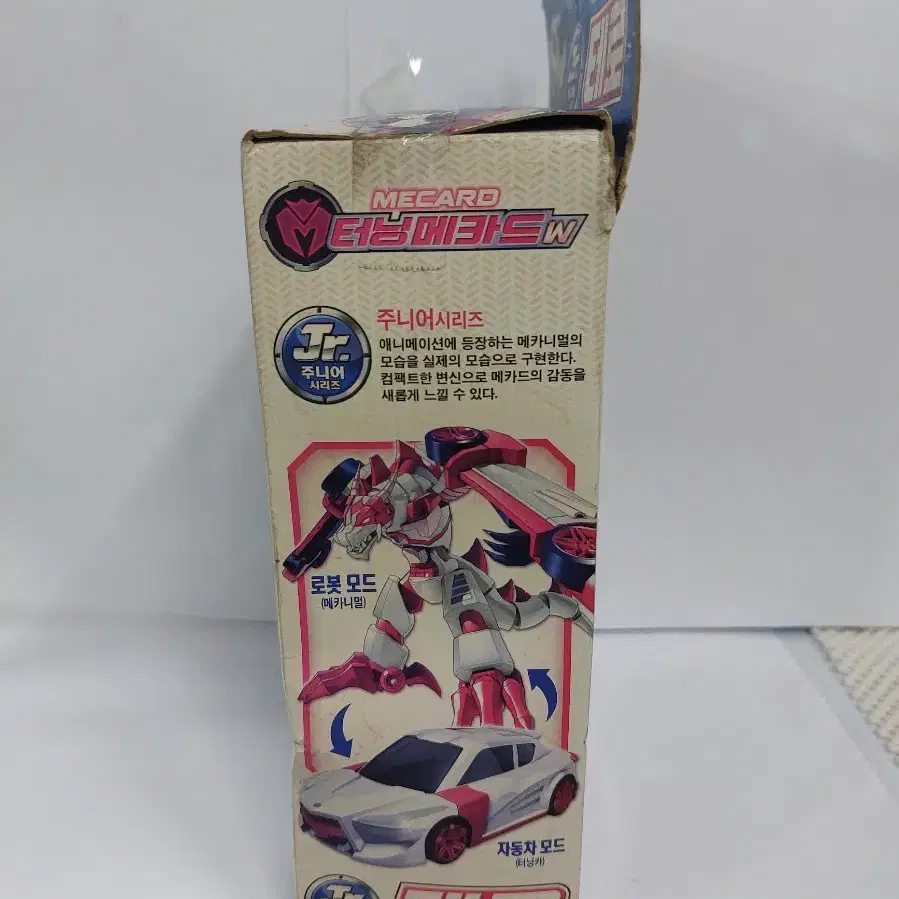 테로
MECARD
터닝메카드W
Jr.
주니어
시리즈
주니어시리즈
애니메이션에 등장하는 메카니멀의
모습을 실제의 모습으로 구현한다.
컴팩트한 변신으로 메카드의 감동을
새롭게 느낄 수 있다.
로봇 모드
(메카니멀)
자동차 모드
(터닝카)
Jr.